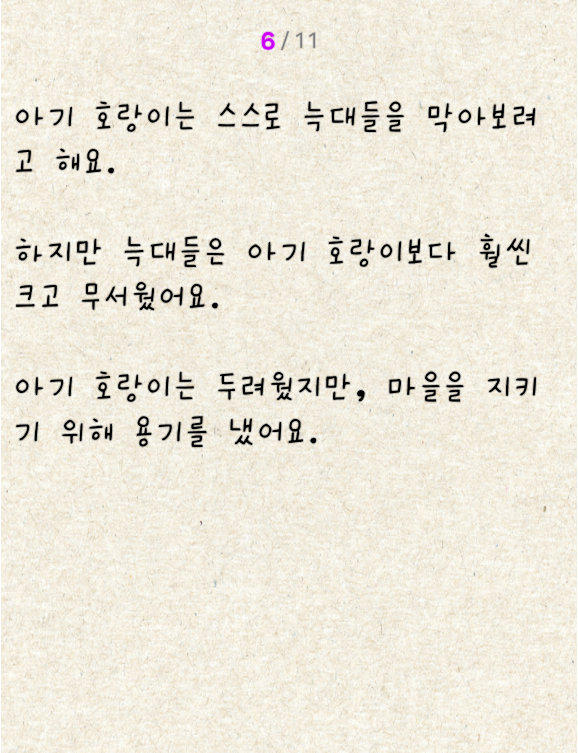 6 / 11
아기 호랑이는 스스로 늑대들을 막아보려
고 해요.
하지만 늑대들은 아기 호랑이보다 훨씬
크고 무서웠어요.
아기 호랑이는 두려웠지만, 마을을 지키
기 위해 용기를 냈어요.